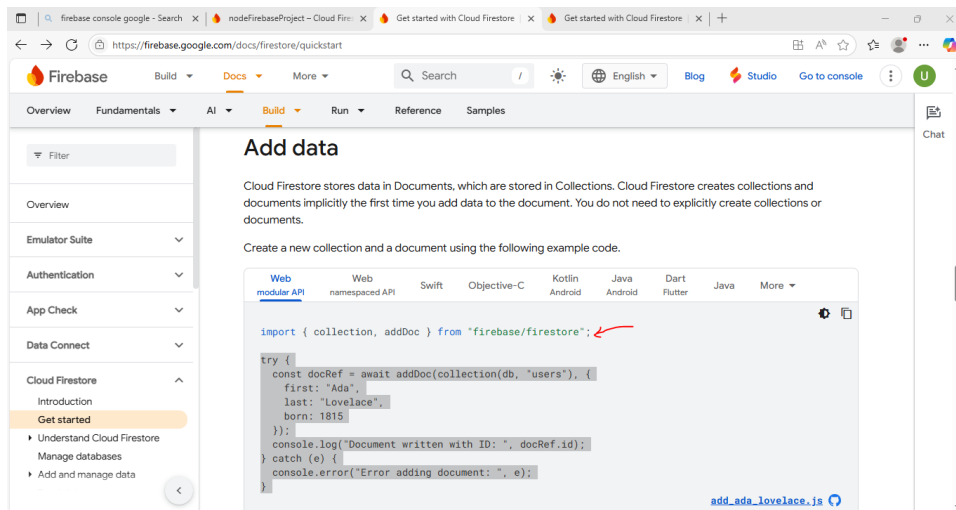 firebase console google - Search
nodeFirebaseProject – Cloud Fire
Get started with Cloud Firestore
Get started with Cloud Firestore
https://firebase.google.com/docs/firestore/quickstart
Firebase
Build
Docs
More
Search
/
English
Blog
Studio
Go to console
U
Overview
Fundamentals
AI
Build
Run
Reference
Samples
Chat
Filter
Overview
Emulator Suite
Authentication
App Check
Data Connect
Cloud Firestore
Introduction
Get started
Understand Cloud Firestore
Manage databases
Add and manage data
Add data
Cloud Firestore stores data in Documents, which are stored in Collections. Cloud Firestore creates collections and
documents implicitly the first time you add data to the document. You do not need to explicitly create collections or
documents.
Create a new collection and a document using the following example code.
Web
modular API
Web
namespaced API
Swift
Objective-C
Kotlin
Android
Java
Android
Dart
Flutter
Java
More
import { collection, addDoc } from "firebase/firestore";
try {
  const docRef = await addDoc(collection(db, "users"), {
    first: "Ada",
    last: "Lovelace",
    born: 1815
  });
  console.log("Document written with ID: ", docRef.id);
} catch (e) {
  console.error("Error adding document: ", e);
}
add_ada_lovelace.js